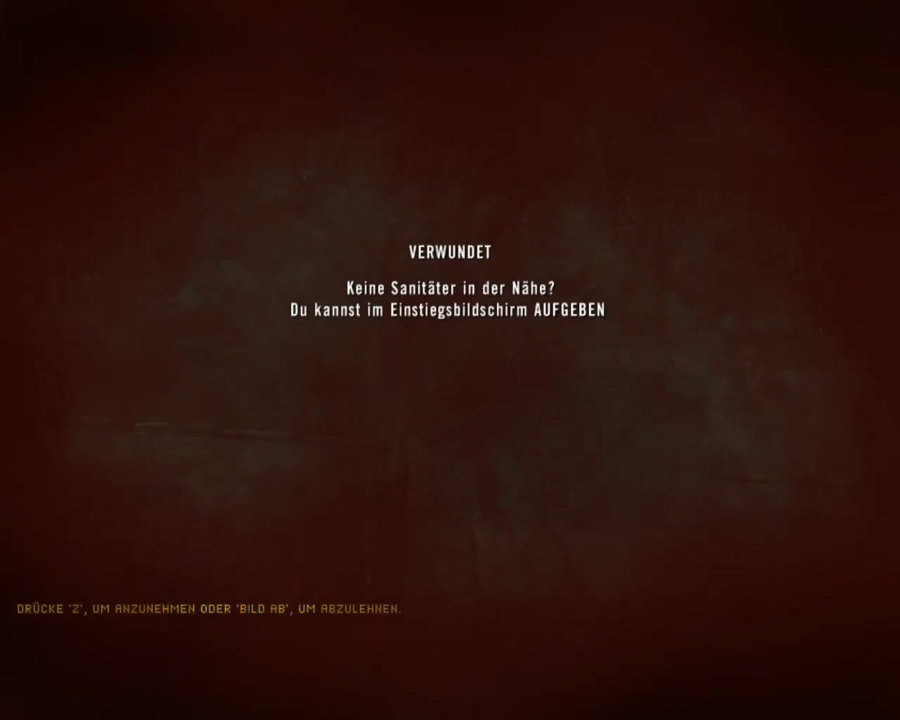 VERWUNDET
Keine Sanitäter in der Nähe?
Du kannst im Einstiegsbildschirm AUFGEBEN
DRÜCKE 'Z', UM ANZUNEHMEN ODER 'BILD AB', UM ABZULEHNEN.